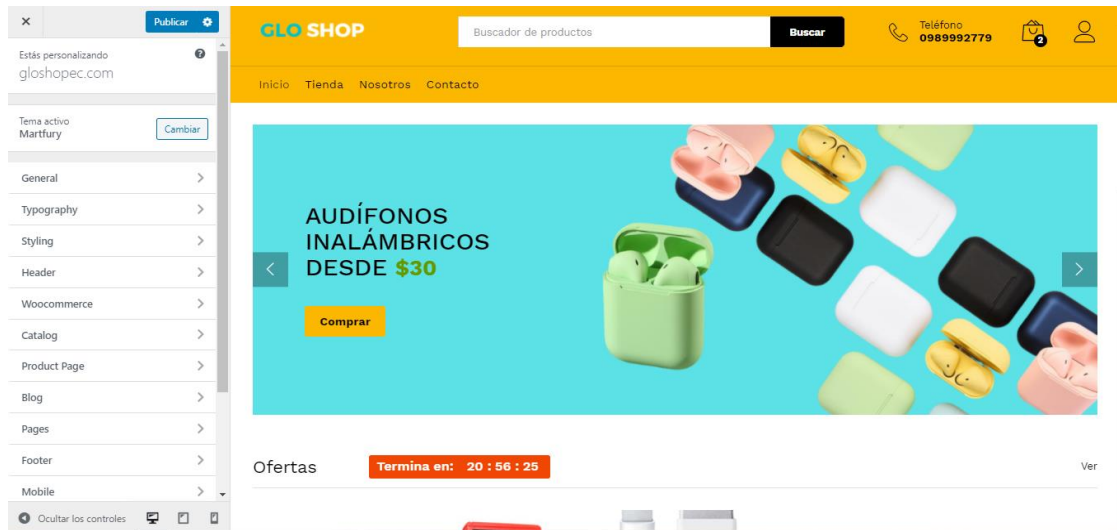 Publicar
Estás personalizando
gloshopec.com
Tema activo
Martfury
Cambiar
General
Typography
Styling
Header
Woocommerce
Catalog
Product Page
Blog
Pages
Footer
Mobile
Ocultar los controles
GLO SHOP
Buscador de productos
Buscar
Teléfono
0989992779
2
Inicio Tienda Nosotros Contacto
AUDÍFONOS
INALÁMBRICOS
DESDE $30
Comprar
Ofertas
Termina en: 20 : 56 : 25
Ver